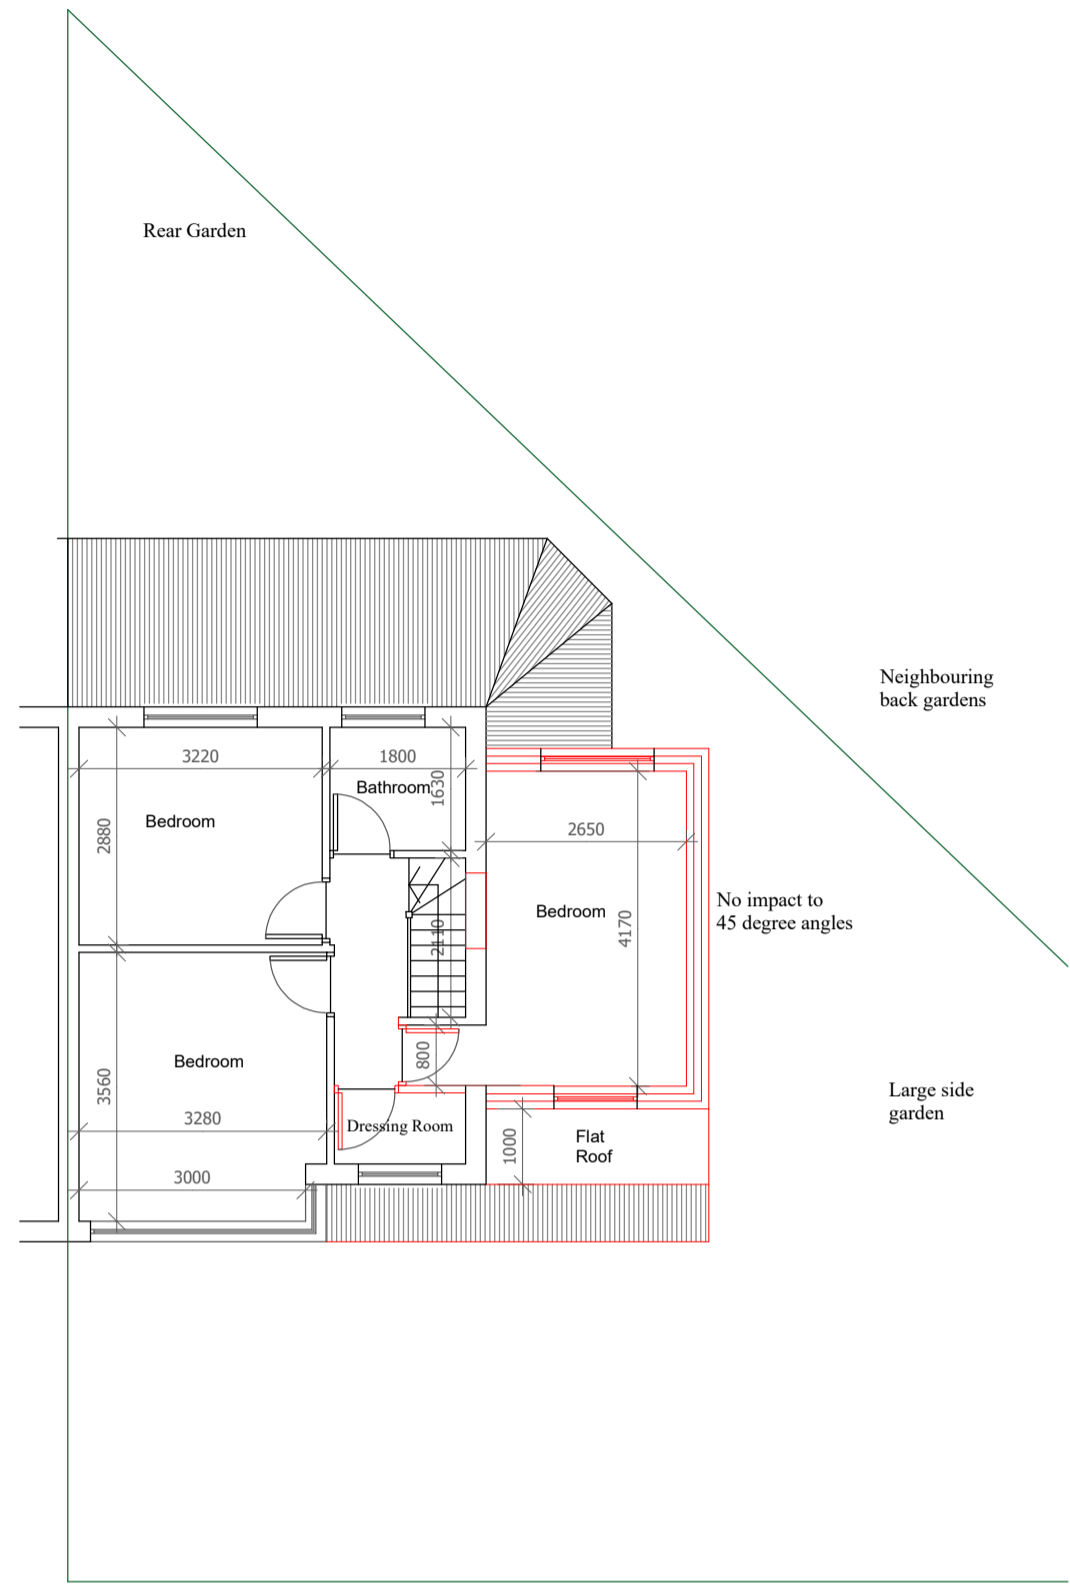 Rear Garden
Neighbouring
back gardens
3220
1800
Bathroom
1630
Bedroom
2880
2650
Bedroom
4170
No impact to
45 degree angles
2110
Bedroom
3560
800
3280
Dressing Room
Large side
garden
1000
Flat
Roof
3000